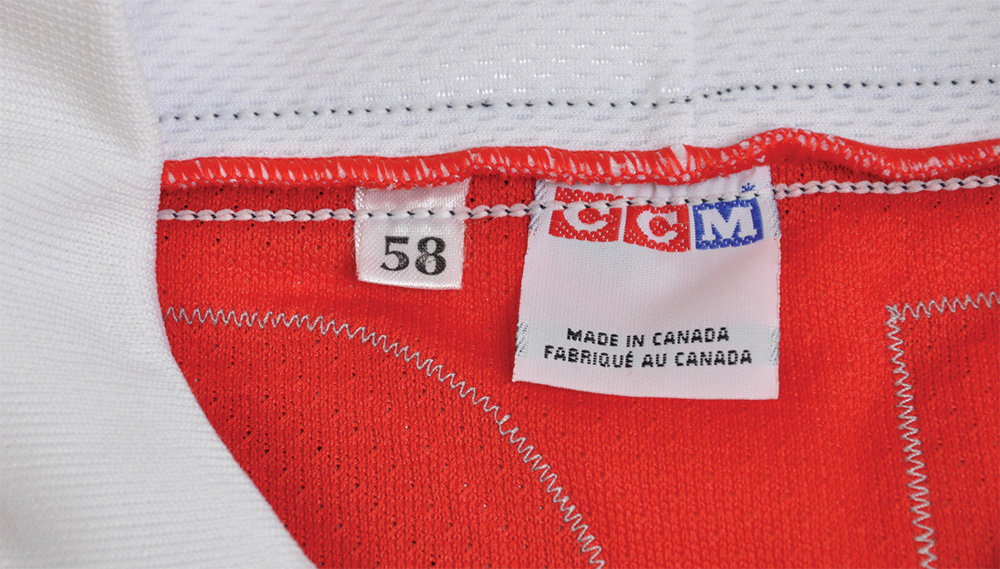 58
CCM
MADE IN CANADA
FABRIQUÉ AU CANADA